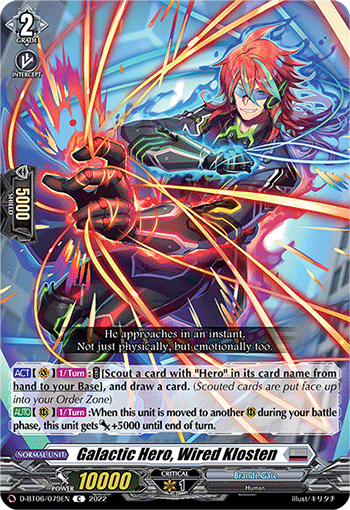 2
GRADE
INTERCEPT
5000
SHIELD
He approaches in an instant.
Not just physically, but emotionally too.
ACT 1/Turn : [Scout a card with "Hero" in its card name from
hand to your Base], and draw a card. (Scouted cards are put face up
into your Order Zone)
AUTO 1/Turn :When this unit is moved to another during your battle
phase, this unit gets +5000 until end of turn.
NORMAL UNIT
Galactic Hero, Wired Klosten
POWER 10000
CRITICAL 1
Brandt Gate
Human
D-BT06/079EN C 2022
illust/キリタチ